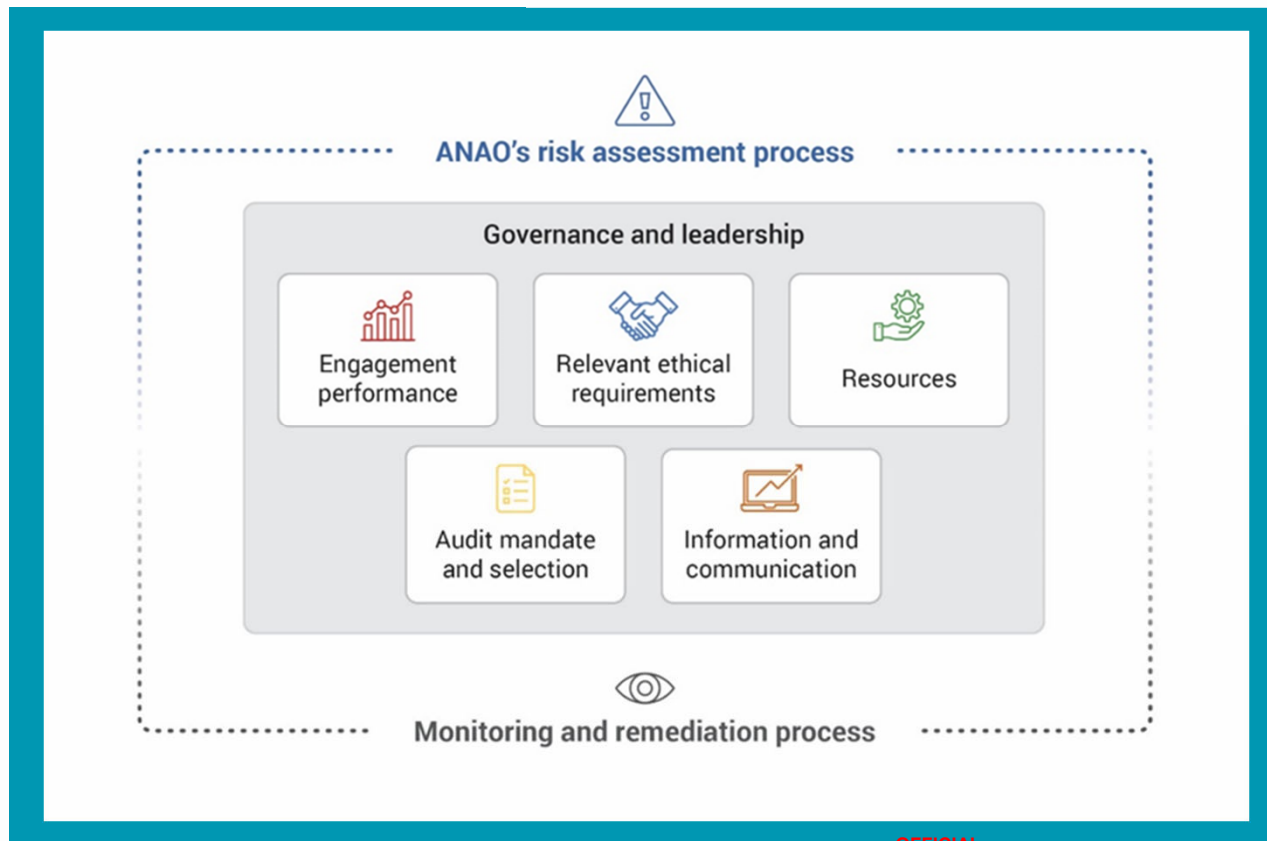 ANAO's risk assessment process
Governance and leadership
Engagement
performance
Relevant ethical
requirements
Resources
Audit mandate
and selection
Information and
communication
Monitoring and remediation process
OFFICIAL